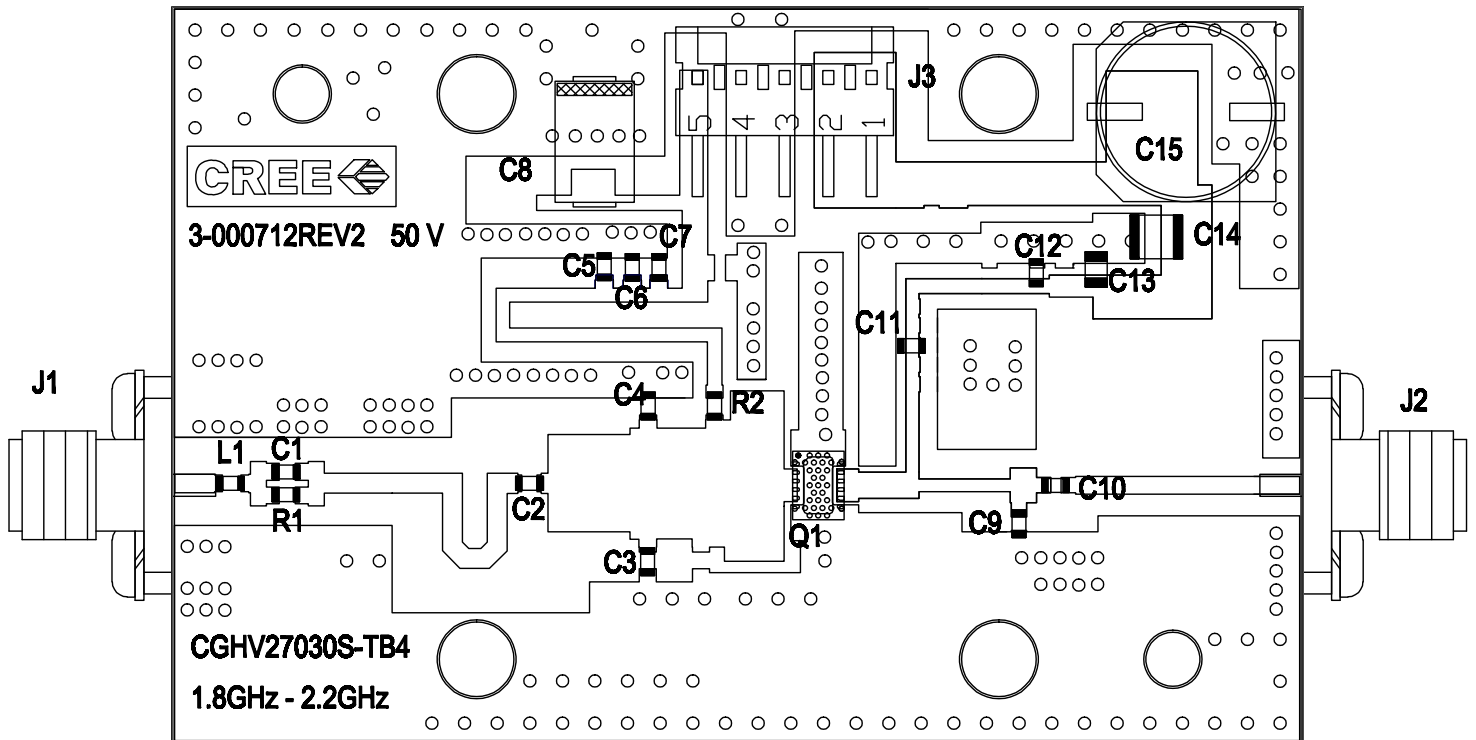 J3
5 4 3 2 1
C8
C15
CREE
3-000712REV2 50 V
C7
C5
C6
C12
C14
C13
C11
J1
C4
R2
J2
L1
C1
R1
C2
C10
C9
Q1
C3
CGHV27030S-TB4
1.8GHz - 2.2GHz